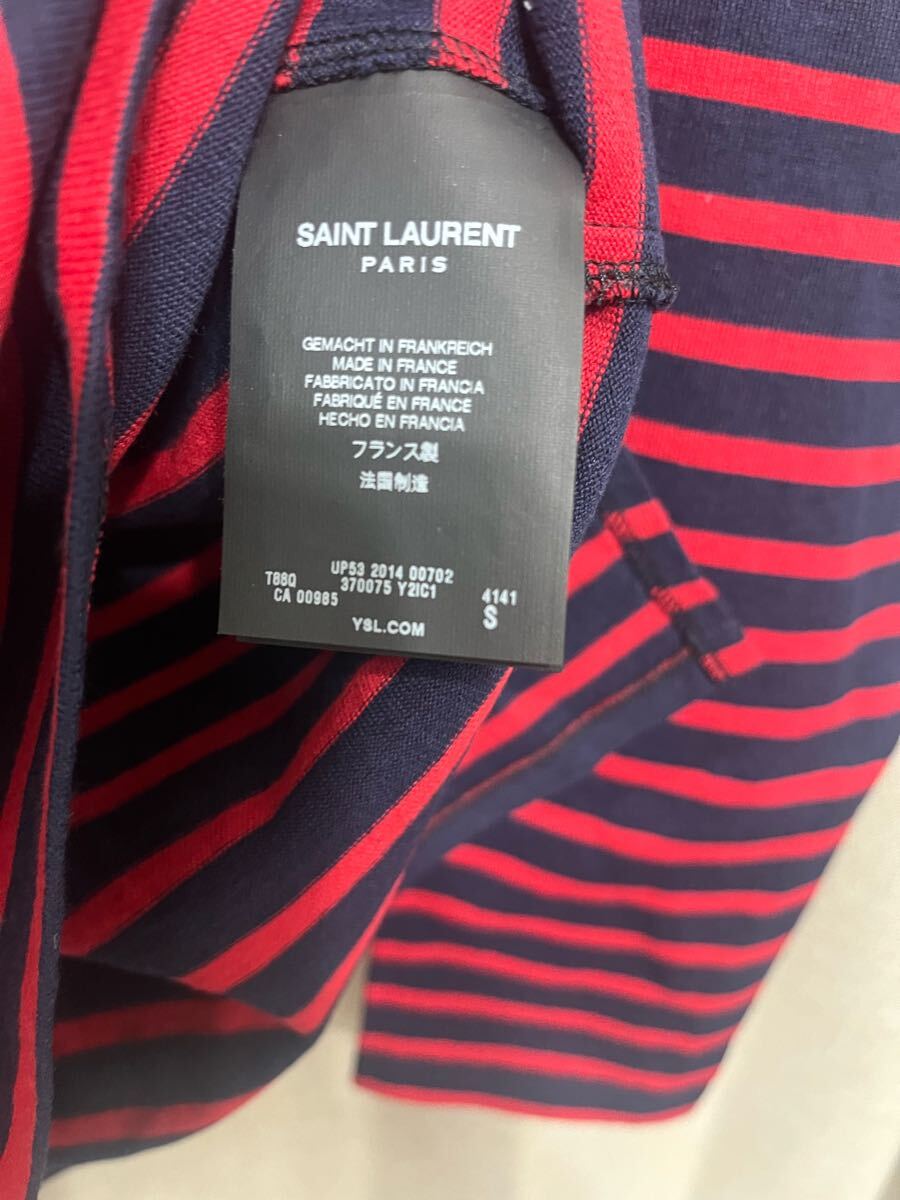 SAINT LAURENT
PARIS
GEMACHT IN FRANKREICH
MADE IN FRANCE
FABBRICATO IN FRANCIA
FABRIQUÉ EN FRANCE
HECHO EN FRANCIA
フランス製
法国制造
UP53 2014 00702
T88Q 370075 Y2IC1 4141
CA 00985 S
YSL.COM